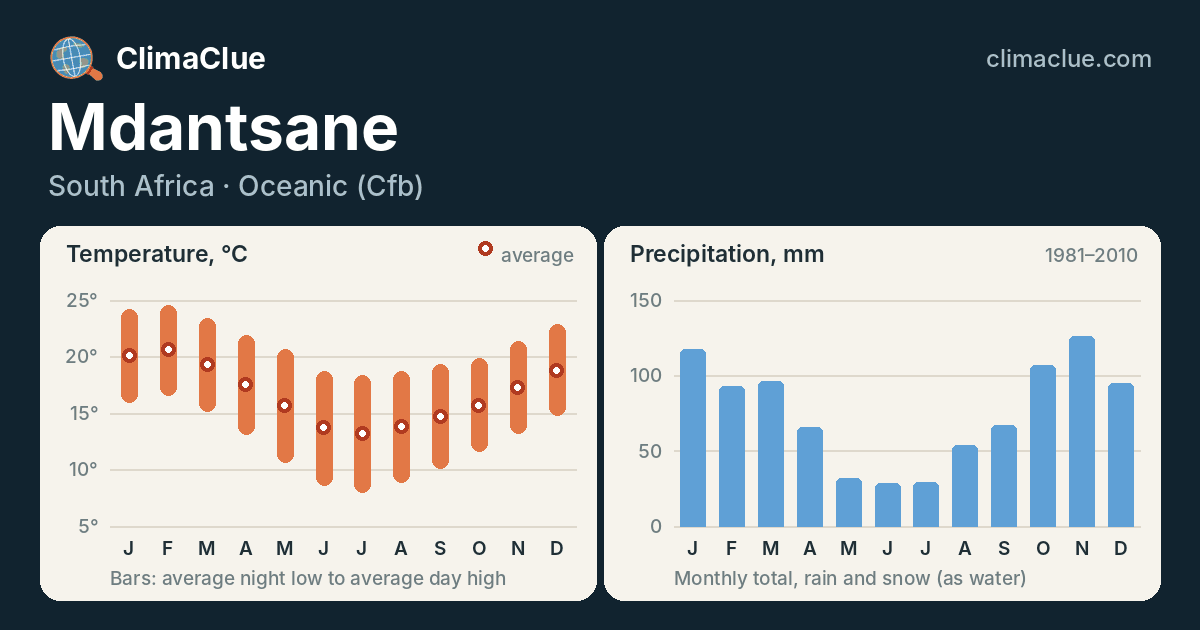 ClimaClue
climaclue.com
Mdantsane
South Africa · Oceanic (Cfb)
Temperature, °C
average
25°
20°
15°
10°
5°
J F M A M J J A S O N D
Bars: average night low to average day high
Precipitation, mm
1981–2010
150
100
50
0
J F M A M J J A S O N D
Monthly total, rain and snow (as water)